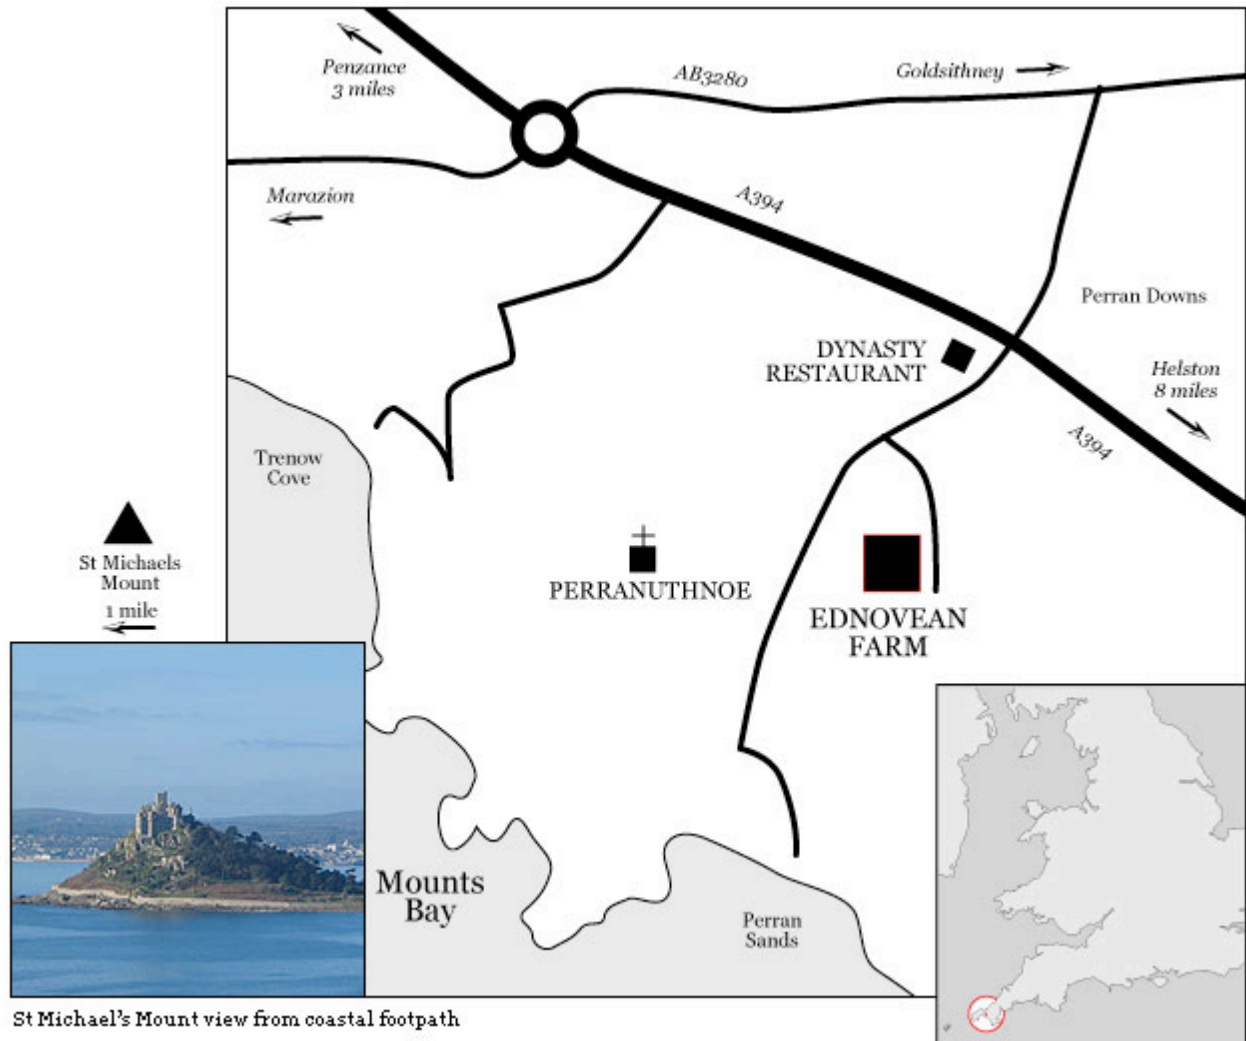 Penzance
3 miles
AB3280
Goldsithney
Marazion
A394
Perran Downs
DYNASTY
RESTAURANT
Helston
8 miles
A394
Trenow
Cove
St Michaels
Mount
1 mile
PERRANUTHNOE
EDNOVEAN
FARM
Mounts
Bay
Perran
Sands
St Michael's Mount view from coastal footpath